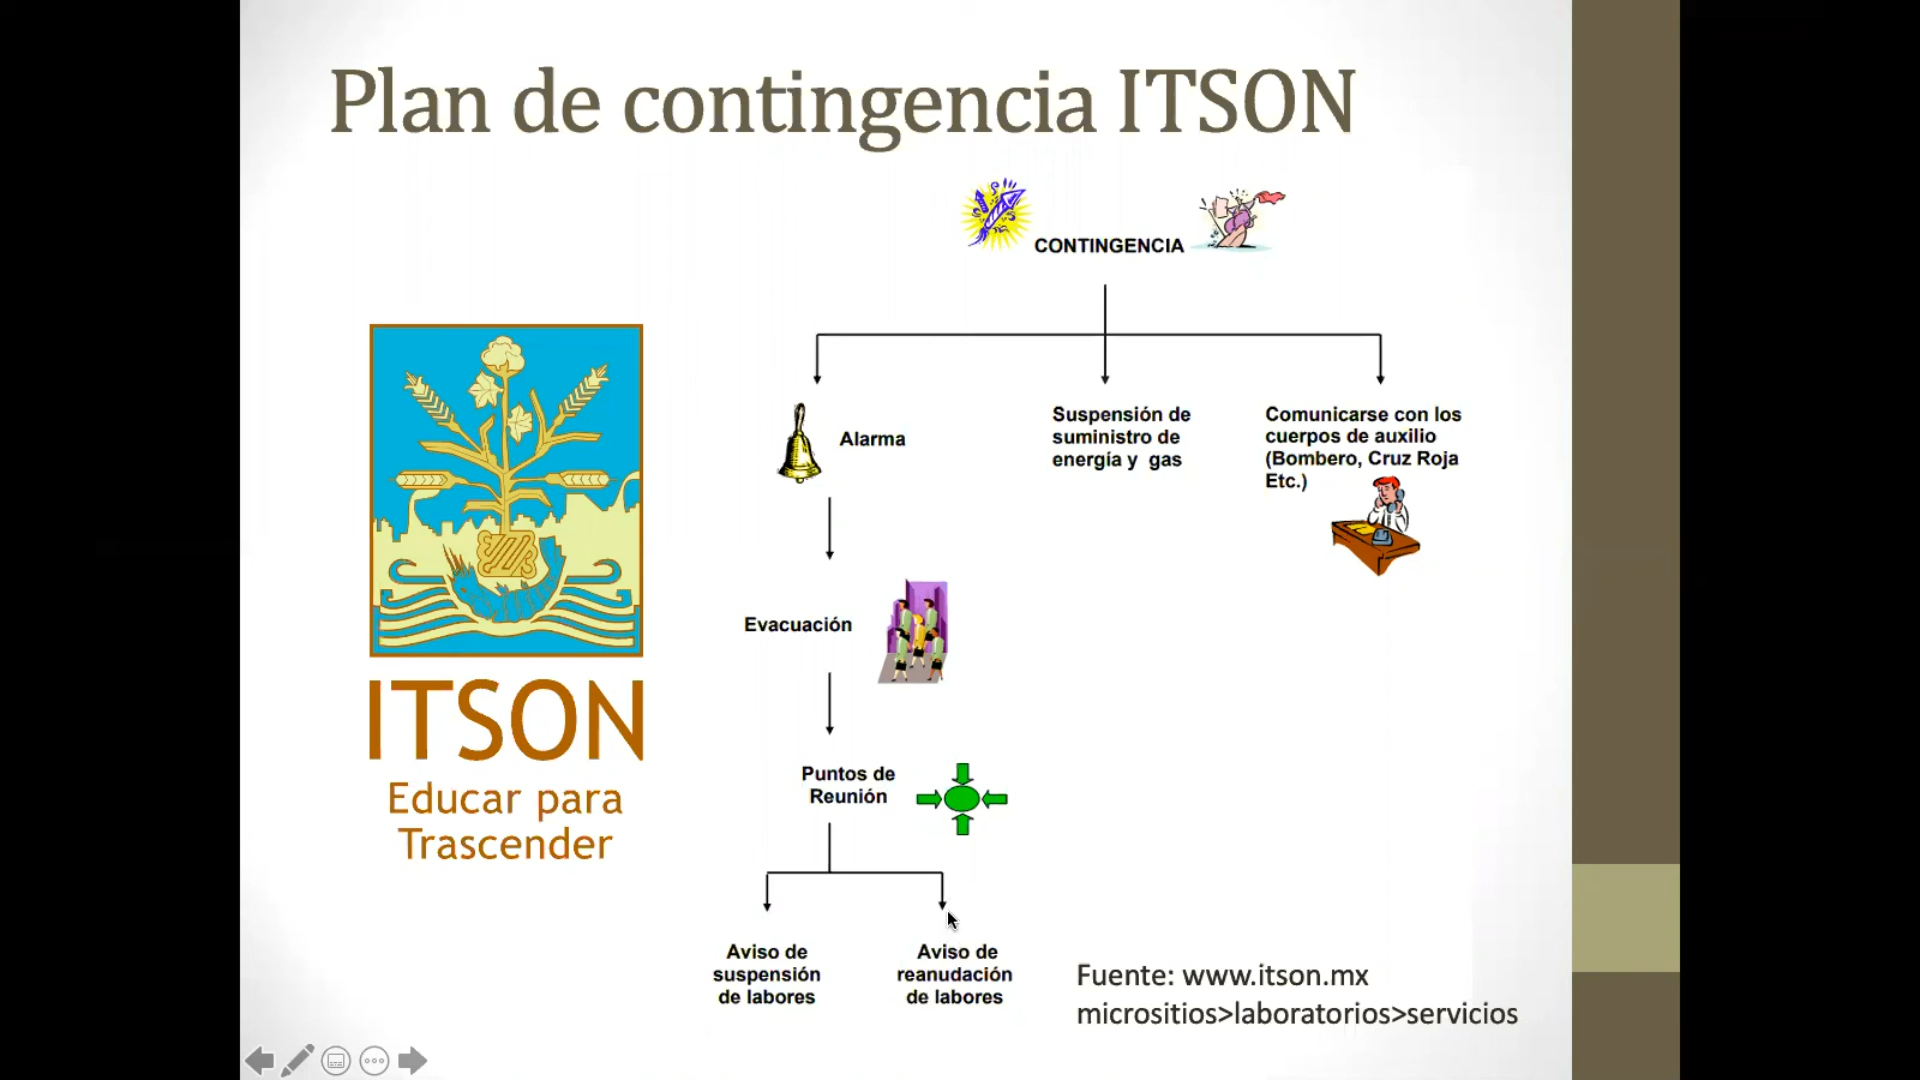 Plan de contingencia ITSON
CONTINGENCIA
Alarma
Suspensión de
suministro de
energía y gas
Comunicarse con los
cuerpos de auxilio
(Bombero, Cruz Roja
Etc.)
Evacuación
Puntos de
Reunión
Aviso de
suspensión
de labores
Aviso de
reanudación
de labores
ITSON
Educar para
Trascender
Fuente: www.itson.mx
micrositios>laboratorios>servicios